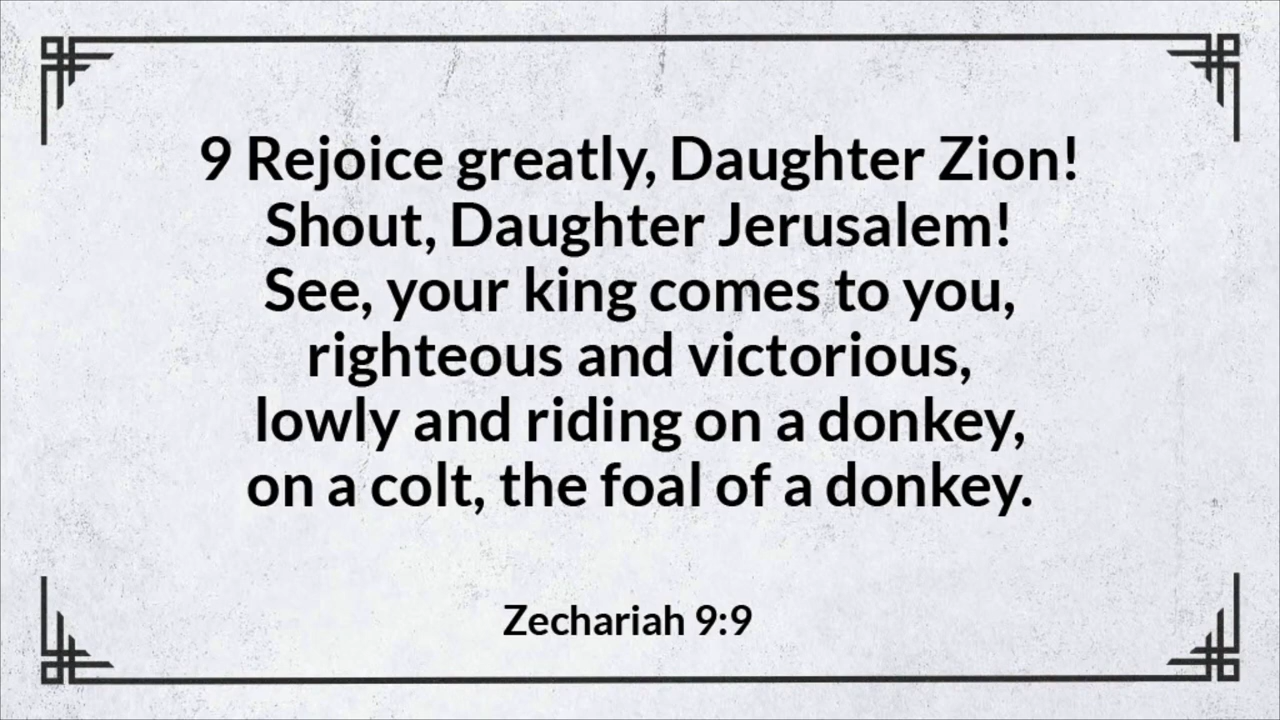 9 Rejoice greatly, Daughter Zion!
Shout, Daughter Jerusalem!
See, your king comes to you,
righteous and victorious,
lowly and riding on a donkey,
on a colt, the foal of a donkey.
Zechariah 9:9